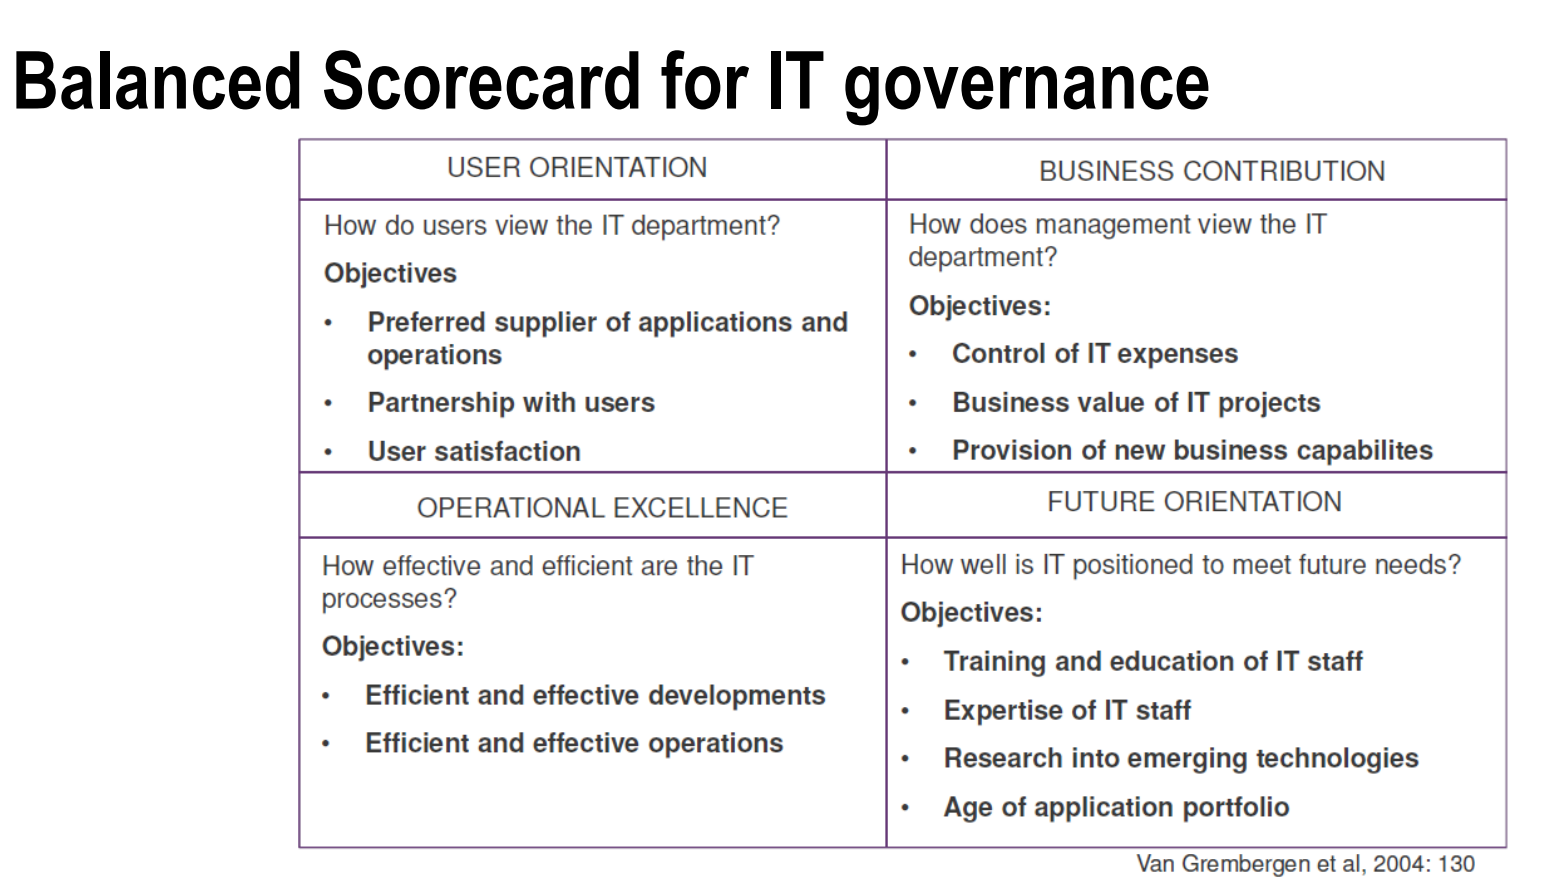 Balanced Scorecard for IT governance
USER ORIENTATION
How do users view the IT department?
Objectives
• Preferred supplier of applications and
operations
• Partnership with users
• User satisfaction
BUSINESS CONTRIBUTION
How does management view the IT
department?
Objectives:
• Control of IT expenses
• Business value of IT projects
• Provision of new business capabilites
OPERATIONAL EXCELLENCE
How effective and efficient are the IT
processes?
Objectives:
• Efficient and effective developments
• Efficient and effective operations
FUTURE ORIENTATION
How well is IT positioned to meet future needs?
Objectives:
• Training and education of IT staff
• Expertise of IT staff
• Research into emerging technologies
• Age of application portfolio
Van Grembergen et al, 2004: 130